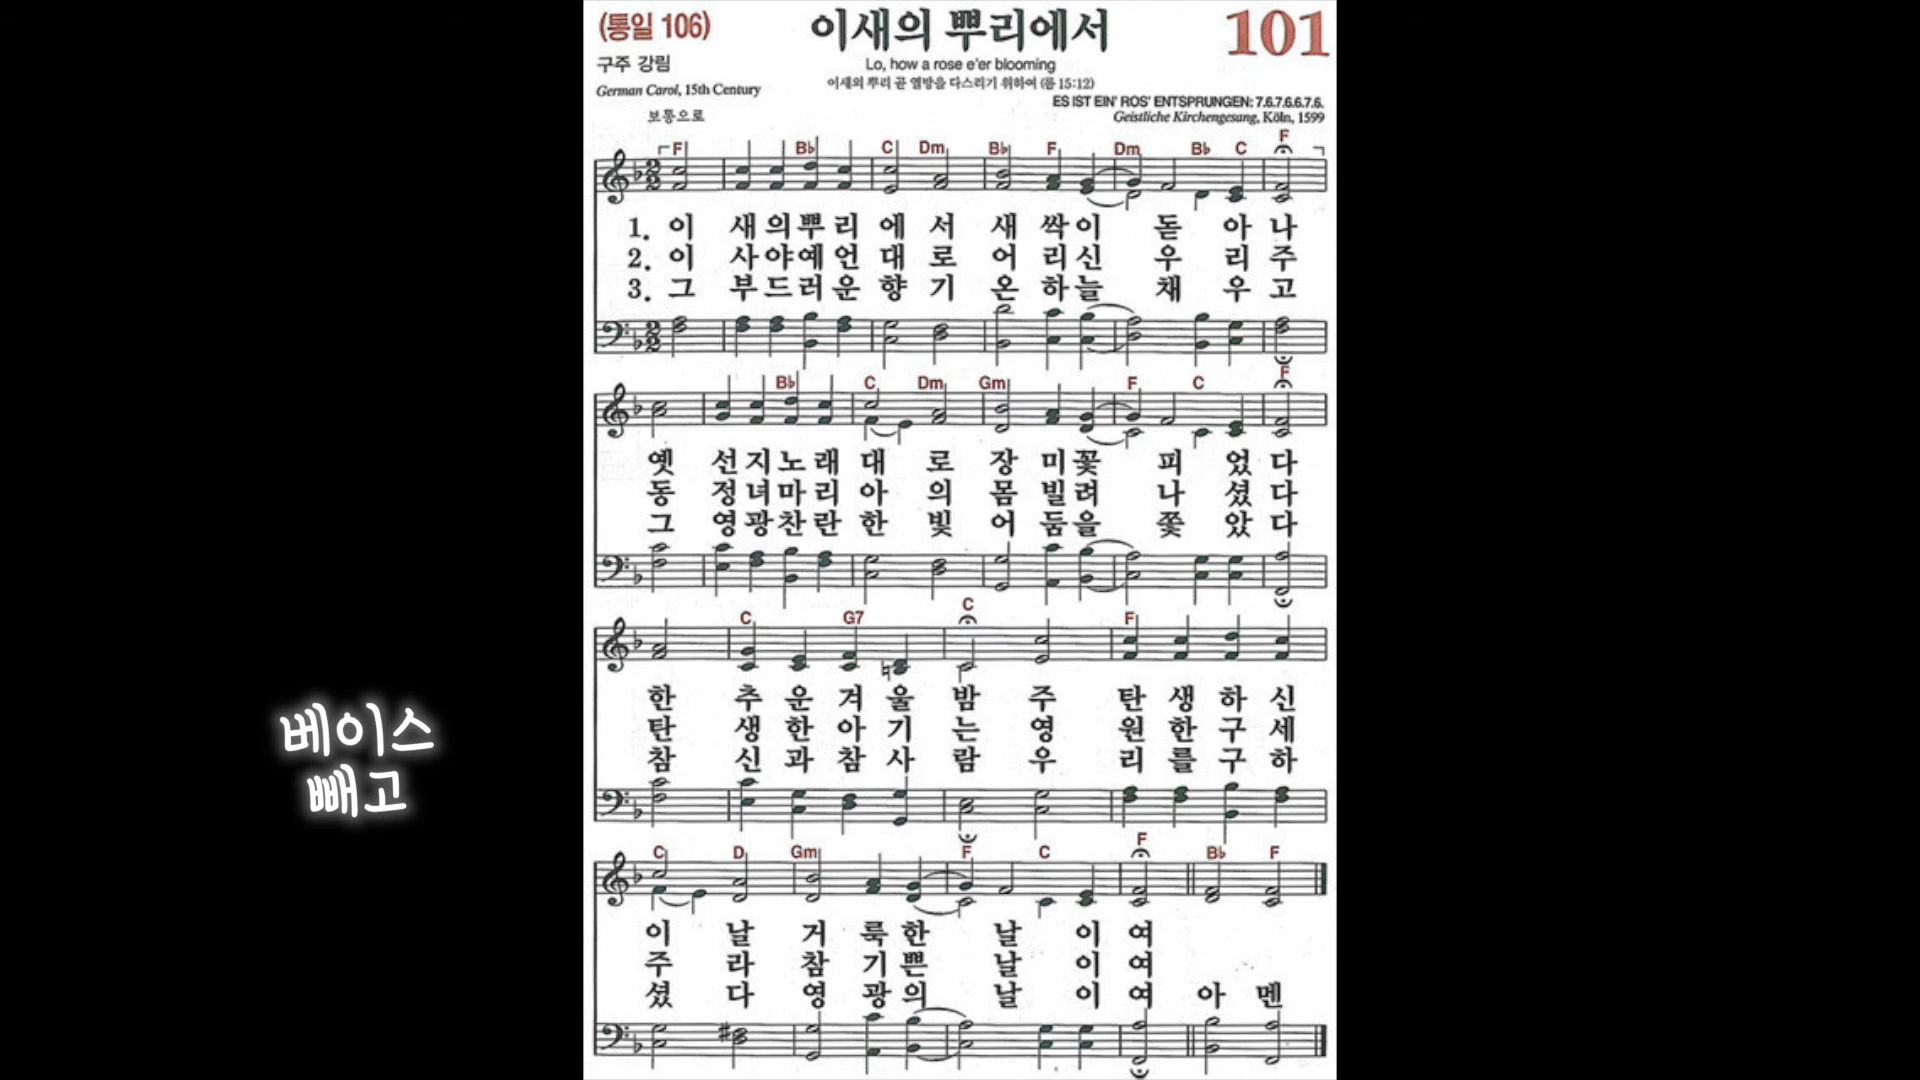 (통일 106)
이새의 뿌리에서
101
구주 강림
Lo, how a rose e'er blooming
이새의 뿌리 곧 열방을 다스리기 위하여 (롬 15:12)
German Carol, 15th Century
ES IST EIN' ROS' ENTSPRUNGEN: 7.6.7.6.6.7.6.
보통으로
Geistliche Kirchengesang, Köln, 1599
F B♭ C Dm B♭ F Dm B♭ C F
1. 이 새의뿌리 에 서 새 싹이 돋 아 나
2. 이 사야예언 대 로 어 리신 우 리 주
3. 그 부드러운 향 기 온 하늘 채 우 고
B♭ C Dm Gm F C F
옛 선지노래 대 로 장 미꽃 피 었 다
동 정녀마리 아 의 몸 빌려 나 셨 다
그 영광찬란 한 빛 어 둠을 쫓 았 다
C G7 C F
한 추 운 겨 울 밤 주 탄 생 하 신
탄 생 한 아 기 는 영 원 한 구 세
참 신 과 참 사 람 우 리 를 구 하
베이스
빼고
C D Gm F C F B♭ F
이 날 거 룩한 날 이 여
주 라 참 기쁜 날 이 여
셨 다 영 광의 날 이 여 아 멘